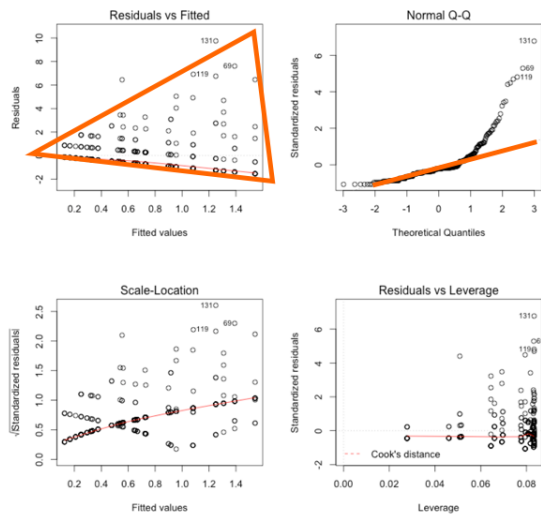 Residuals vs Fitted
Residuals
10
8
6
4
2
0
-2
131
69
119
0.2 0.4 0.6 0.8 1.0 1.2 1.4
Fitted values
Normal Q-Q
Standardized residuals
6
4
2
0
131
69
119
-3 -2 -1 0 1 2 3
Theoretical Quantiles
Scale-Location
√|Standardized residuals|
2.5
2.0
1.5
1.0
0.5
0.0
131
119
69
0.2 0.4 0.6 0.8 1.0 1.2 1.4
Fitted values
Residuals vs Leverage
Standardized residuals
6
4
2
0
-2
131
119
Cook's distance
0.00 0.02 0.04 0.06 0.08
Leverage